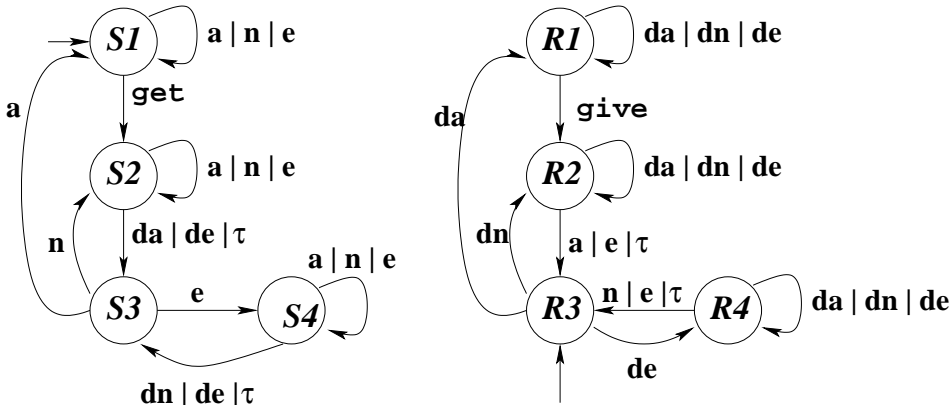 S1
a | n | e
get
a
S2
a | n | e
n
da | de | τ
a | n | e
S3
e
S4
dn | de | τ
R1
da | dn | de
give
da
R2
da | dn | de
dn
a | e | τ
R3
n | e | τ
R4
da | dn | de
de